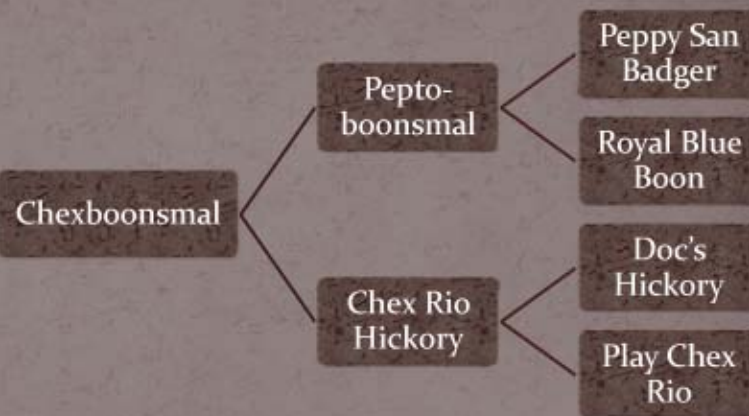 Chexboonsmal
Pepto-
boonsmal
Peppy San
Badger
Royal Blue
Boon
Chex Rio
Hickory
Doc's
Hickory
Play Chex
Rio